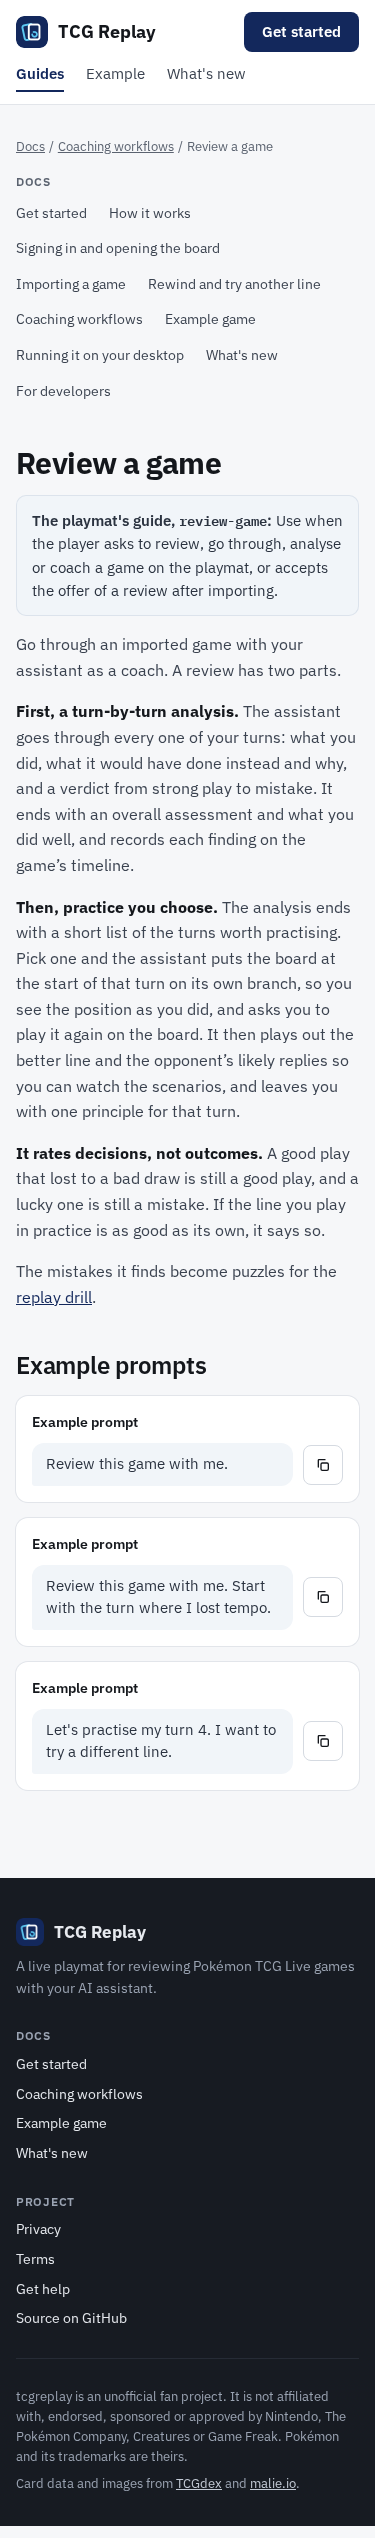 TCG Replay
Get started
Guides Example What's new
Docs / Coaching workflows / Review a game
DOCS
Get started How it works
Signing in and opening the board
Importing a game Rewind and try another line
Coaching workflows Example game
Running it on your desktop What's new
For developers
Review a game
The playmat's guide, review-game: Use when
the player asks to review, go through, analyse
or coach a game on the playmat, or accepts
the offer of a review after importing.
Go through an imported game with your
assistant as a coach. A review has two parts.
First, a turn-by-turn analysis. The assistant
goes through every one of your turns: what you
did, what it would have done instead and why,
and a verdict from strong play to mistake. It
ends with an overall assessment and what you
did well, and records each finding on the
game’s timeline.
Then, practice you choose. The analysis ends
with a short list of the turns worth practising.
Pick one and the assistant puts the board at
the start of that turn on its own branch, so you
see the position as you did, and asks you to
play it again on the board. It then plays out the
better line and the opponent’s likely replies so
you can watch the scenarios, and leaves you
with one principle for that turn.
It rates decisions, not outcomes. A good play
that lost to a bad draw is still a good play, and a
lucky one is still a mistake. If the line you play
in practice is as good as its own, it says so.
The mistakes it finds become puzzles for the
replay drill.
Example prompts
Example prompt
Review this game with me.
Example prompt
Review this game with me. Start
with the turn where I lost tempo.
Example prompt
Let's practise my turn 4. I want to
try a different line.
TCG Replay
A live playmat for reviewing Pokémon TCG Live games
with your AI assistant.
DOCS
Get started
Coaching workflows
Example game
What's new
PROJECT
Privacy
Terms
Get help
Source on GitHub
tcgreplay is an unofficial fan project. It is not affiliated
with, endorsed, sponsored or approved by Nintendo, The
Pokémon Company, Creatures or Game Freak. Pokémon
and its trademarks are theirs.
Card data and images from TCGdex and malie.io.